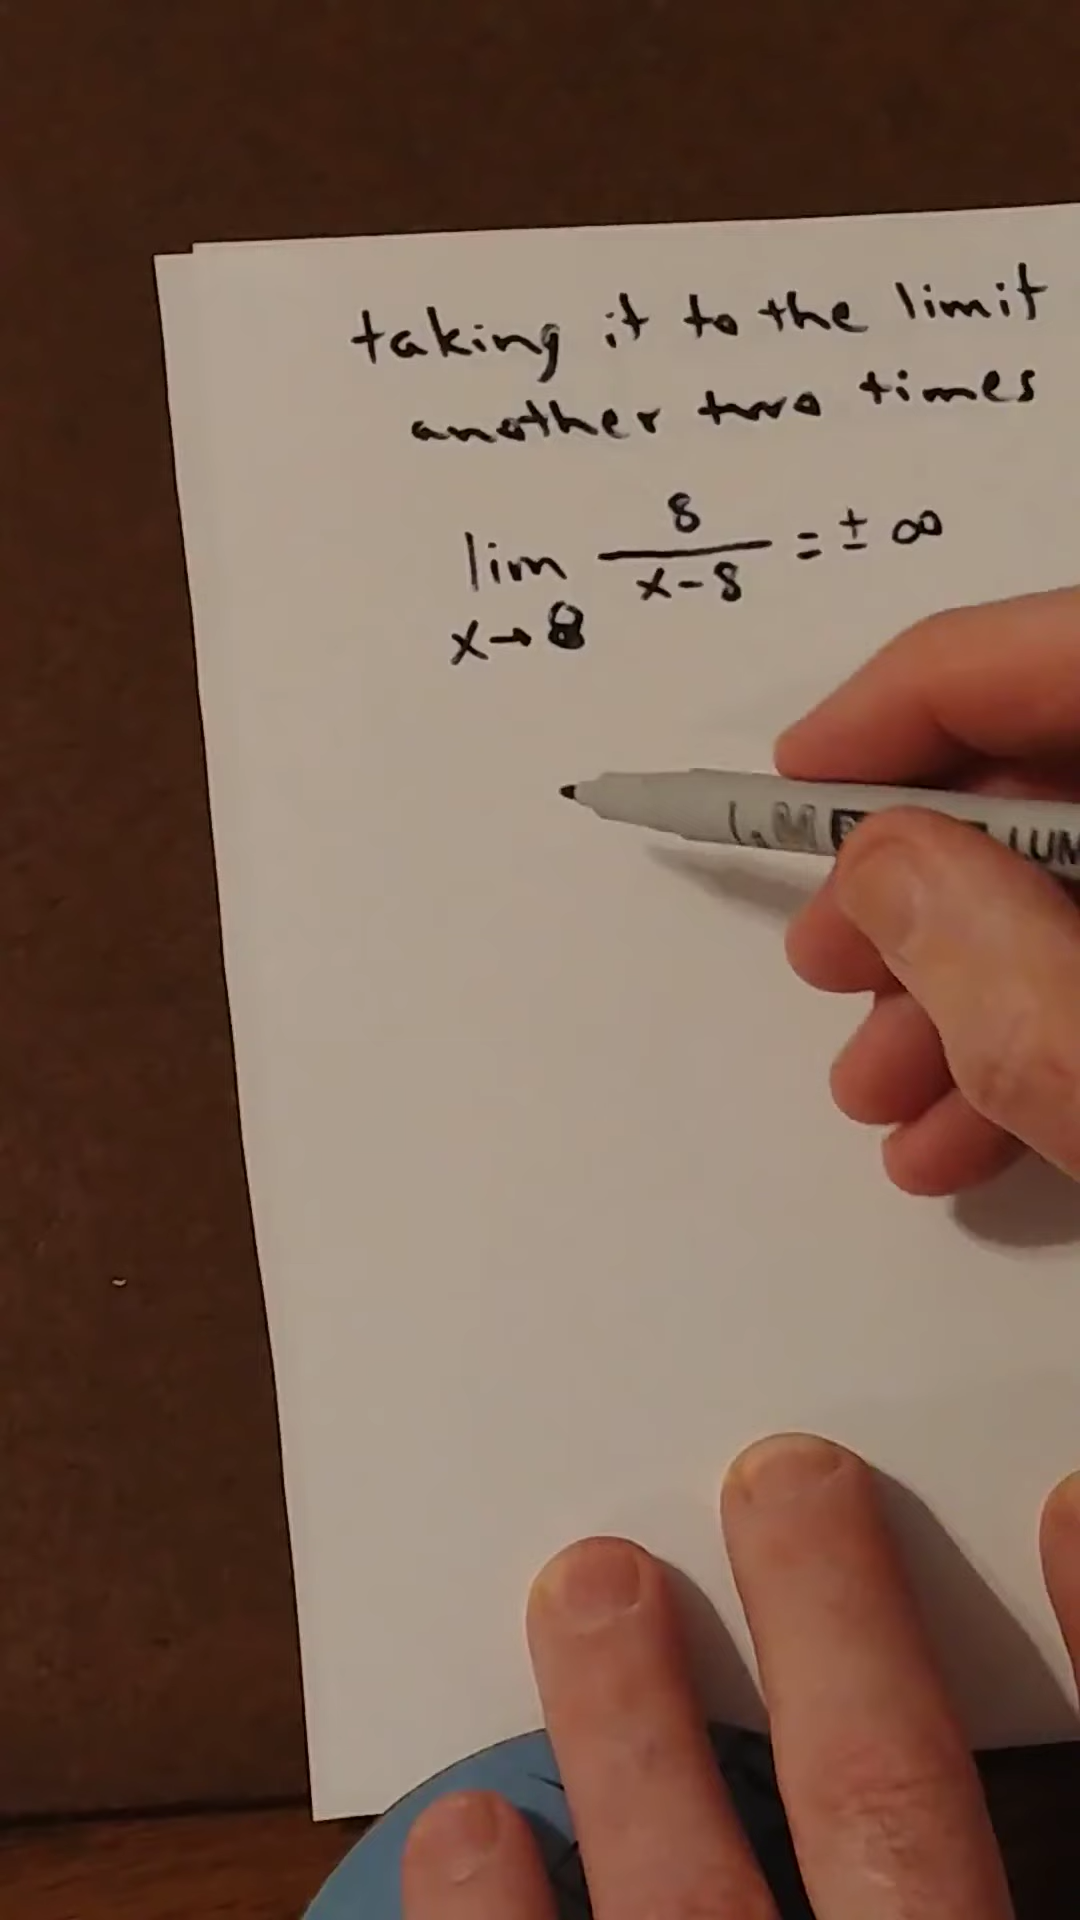 taking it to the limit
another two times
lim 8/(x-8) = ± ∞
x→8